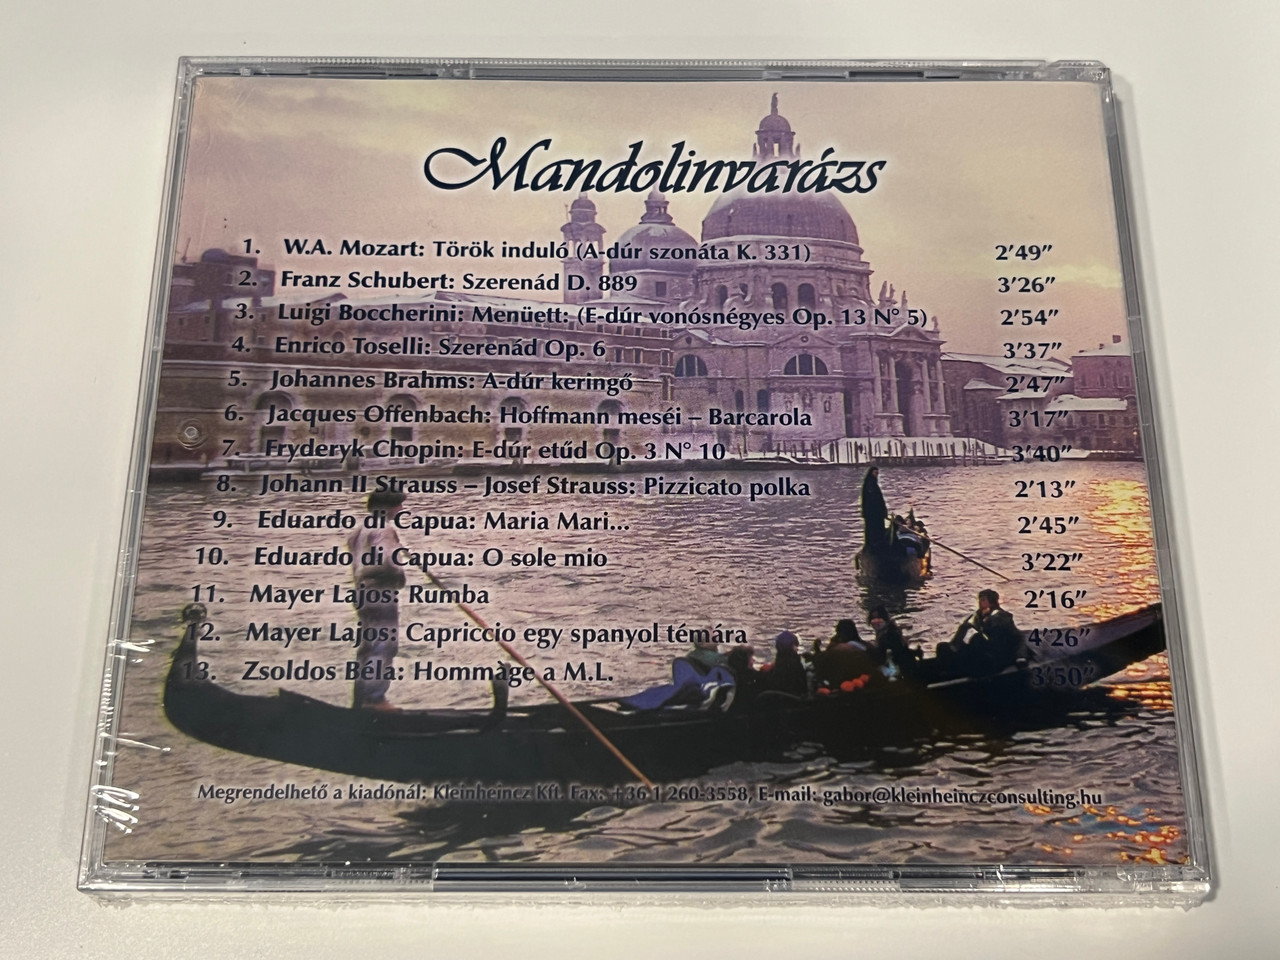 Mandolinvarázs
1. W.A. Mozart: Török induló (A-dúr szonáta K. 331) 2'49"
2. Franz Schubert: Szerenád D. 889 3'26"
3. Luigi Boccherini: Menüett: (E-dúr vonósnégyes Op. 13 N° 5) 2'54"
4. Enrico Toselli: Szerenád Op. 6 3'37"
5. Johannes Brahms: A-dúr keringő 2'47"
6. Jacques Offenbach: Hoffmann meséi – Barcarola 3'17"
7. Fryderyk Chopin: E-dúr etűd Op. 3 N° 10 3'40"
8. Johann II Strauss – Josef Strauss: Pizzicato polka 2'13"
9. Eduardo di Capua: Maria Mari... 2'45"
10. Eduardo di Capua: O sole mio 3'22"
11. Mayer Lajos: Rumba 2'16"
12. Mayer Lajos: Capriccio egy spanyol témára 4'26"
13. Zsoldos Béla: Hommàge a M.L. 3'50"
Megrendelhető a kiadónál: Kleinheincz Kft. Fax: +36 1 260-3558, E-mail: gabor@kleinheinczconsulting.hu